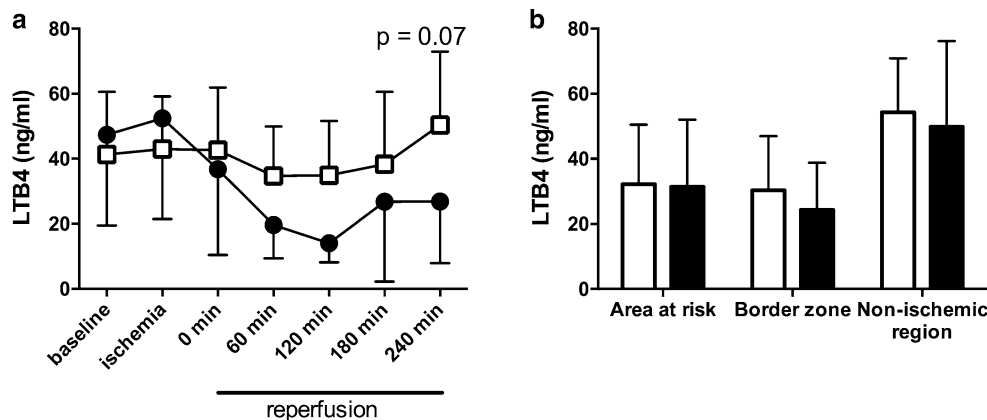 a
80
60
40
20
0
LTB4 (ng/ml)
p = 0.07
baseline
ischemia
0 min
60 min
120 min
180 min
240 min
reperfusion
b
80
60
40
20
0
LTB4 (ng/ml)
Area at risk
Border zone
Non-ischemic
region